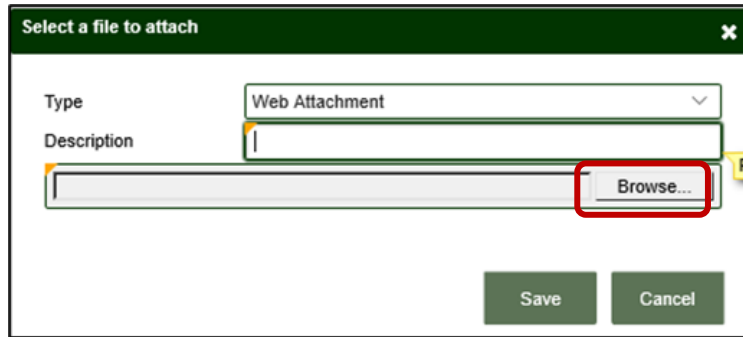 Select a file to attach
Type Web Attachment
Description
Browse...
Save Cancel